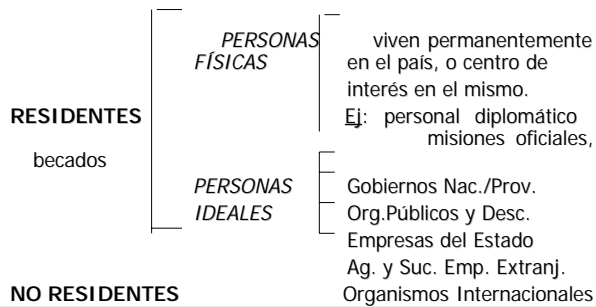 PERSONAS viven permanentemente
FÍSICAS en el país, o centro de
interés en el mismo.
RESIDENTES Ej: personal diplomático
misiones oficiales,
becados
PERSONAS Gobiernos Nac./Prov.
IDEALES Org.Públicos y Desc.
Empresas del Estado
Ag. y Suc. Emp. Extranj.
NO RESIDENTES Organismos Internacionales